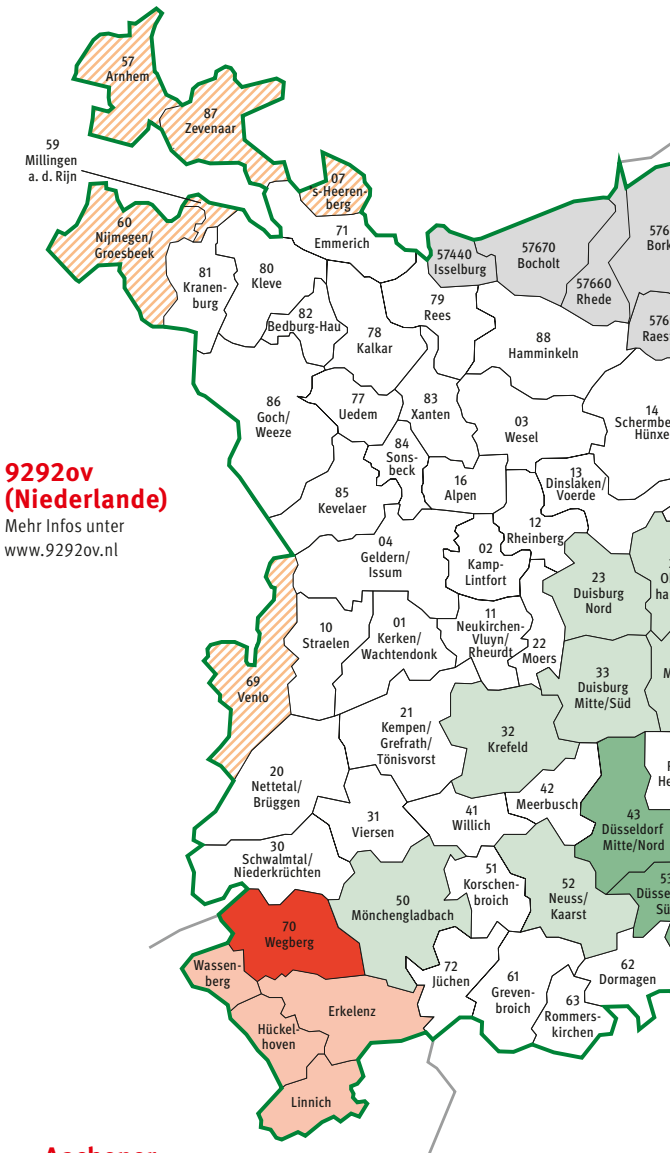 57
Arnhem
87
Zevenaar
59
Millingen
a. d. Rijn
07
s-Heeren-
berg
60
Nijmegen/
Groesbeek
71
Emmerich
57440
Isselburg
57670
Bocholt
57660
Rhede
81
Kranen-
burg
80
Kleve
82
Bedburg-Hau
79
Rees
78
Kalkar
88
Hamminkeln
86
Goch/
Weeze
77
Uedem
83
Xanten
03
Wesel
14
Hünxe
84
Sons-
beck
16
Alpen
13
Dinslaken/
Voerde
85
Kevelaer
9292ov
(Niederlande)
Mehr Infos unter
www.9292ov.nl
12
Rheinberg
04
Geldern/
Issum
02
Kamp-
Lintfort
23
Duisburg
Nord
10
Straelen
01
Kerken/
Wachtendonk
11
Neukirchen-
Vluyn/
Rheurdt
22
Moers
69
Venlo
33
Duisburg
Mitte/Süd
21
Kempen/
Grefrath/
Tönisvorst
32
Krefeld
20
Nettetal/
Brüggen
42
Meerbusch
31
Viersen
41
Willich
43
Düsseldorf
Mitte/Nord
30
Schwalmtal/
Niederkrüchten
51
Korschen-
broich
52
Neuss/
Kaarst
50
Mönchengladbach
70
Wegberg
72
Jüchen
61
Greven-
broich
62
Dormagen
63
Rommers-
kirchen
Wassen-
berg
Erkelenz
Hückel-
hoven
Linnich